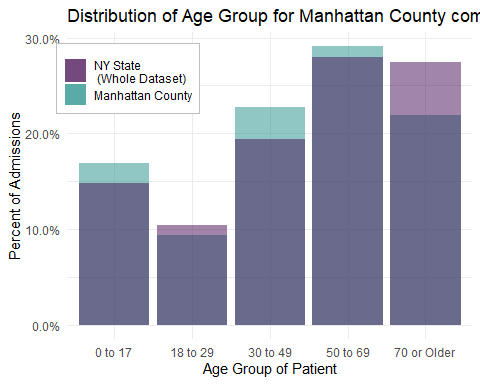 Distribution of Age Group for Manhattan County com
30.0%
20.0%
10.0%
0.0%
Percent of Admissions
NY State
(Whole Dataset)
Manhattan County
0 to 17
18 to 29
30 to 49
50 to 69
70 or Older
Age Group of Patient